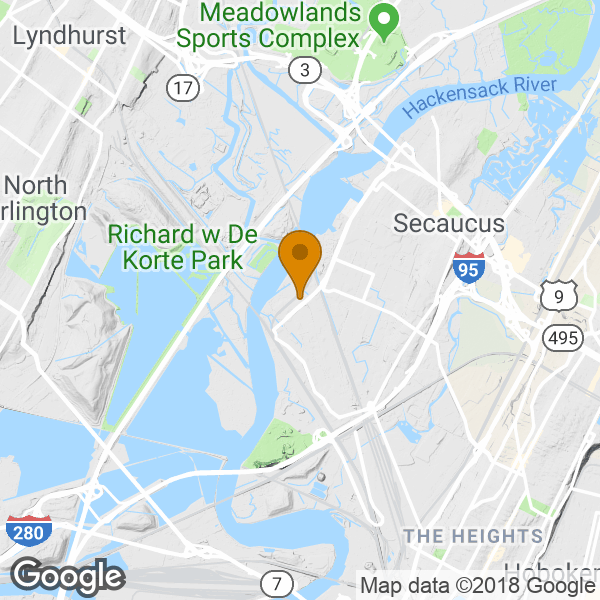 Meadowlands
Sports Complex
Lyndhurst
3
17
Hackensack River
North
rlington
Richard w De
Korte Park
Secaucus
95
9
495
280
THE HEIGHTS
Hoboken
7
Google
Map data ©2018 Google